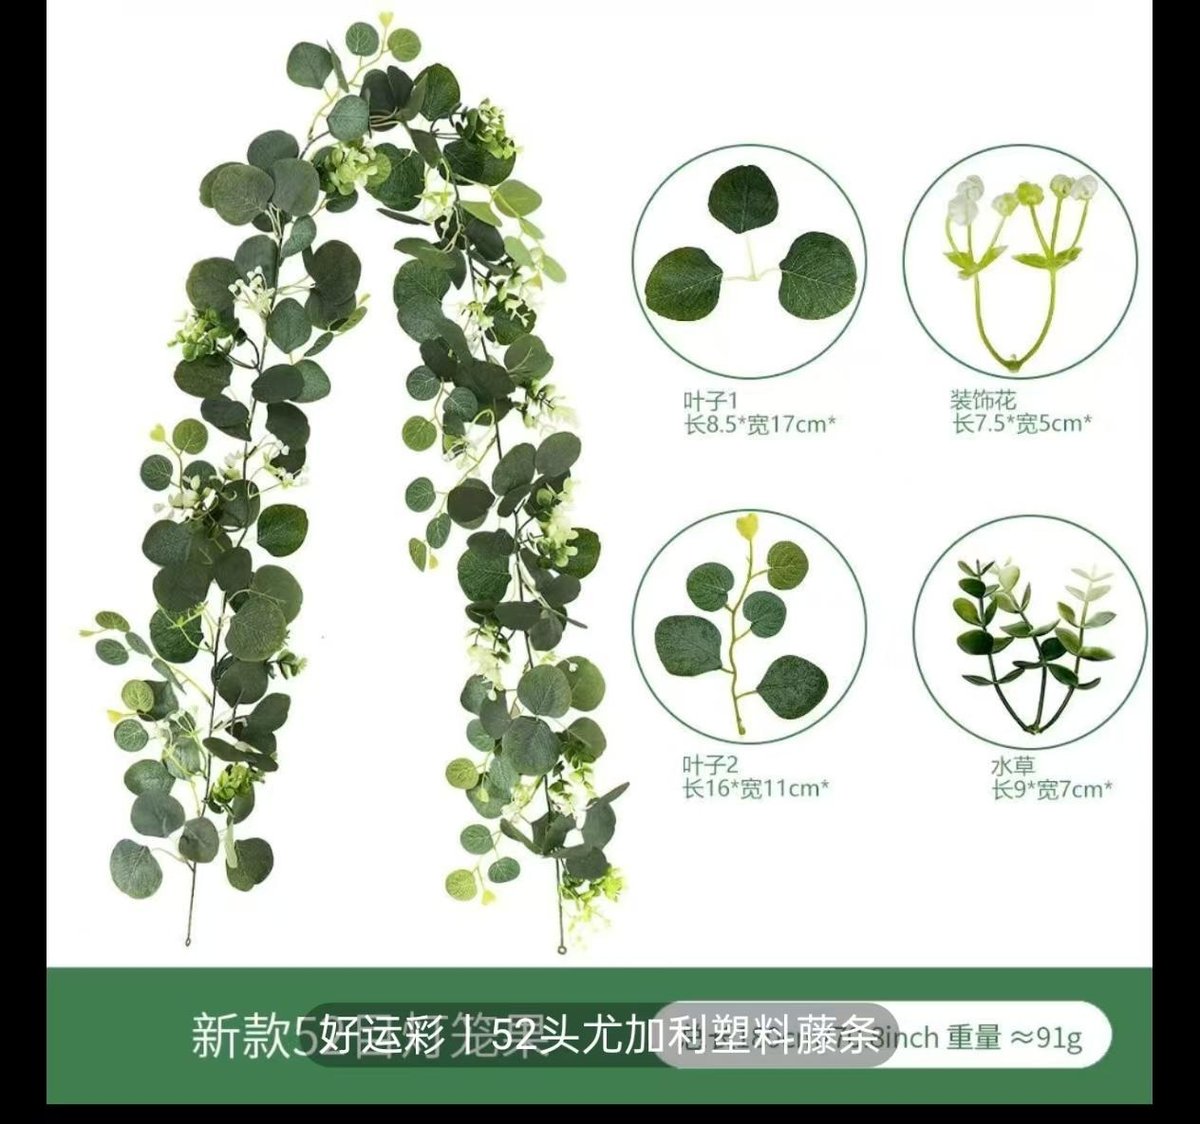 叶子1
长8.5*宽17cm*
装饰花
长7.5*宽5cm*
叶子2
长16*宽11cm*
水草
长9*宽7cm*
新款5
好运彩丨52头尤加利塑料藤条
inch 重量 ≈91g